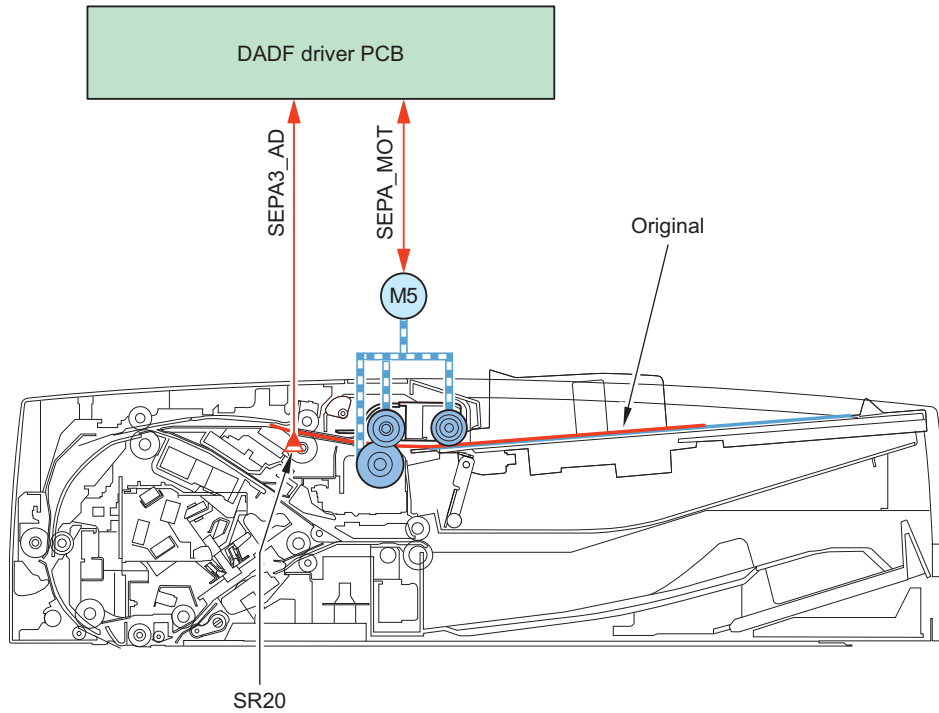 DADF driver PCB
SEPA3_AD
SEPA_MOT
Original
M5
SR20